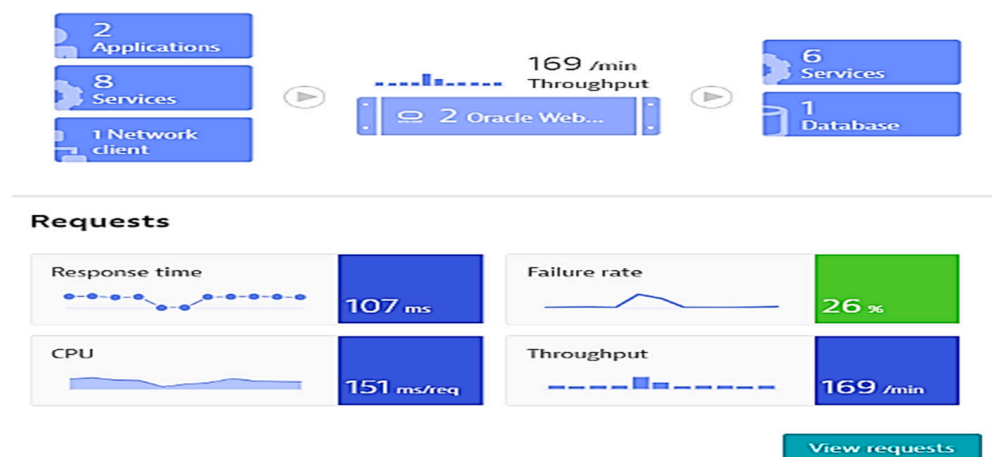 2
Applications
8
Services
1 Network
client
169 /min
Throughput
2 Oracle Web...
6
Services
1
Database
Requests
Response time
107 ms
Failure rate
26 %
CPU
151 ms/req
Throughput
169 /min
View requests